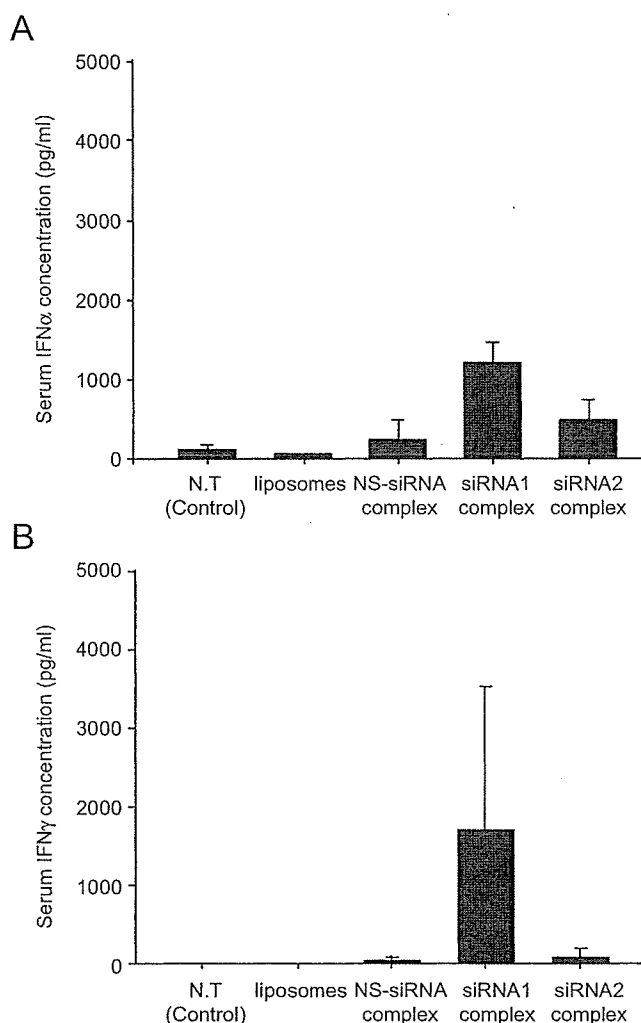 A
Serum IFNα concentration (pg/ml)
5000
4000
3000
2000
1000
0
N.T
(Control)
liposomes
NS-siRNA
complex
siRNA1
complex
siRNA2
complex
B
Serum IFNγ concentration (pg/ml)
5000
4000
3000
2000
1000
0
N.T
(Control)
liposomes
NS-siRNA
complex
siRNA1
complex
siRNA2
complex